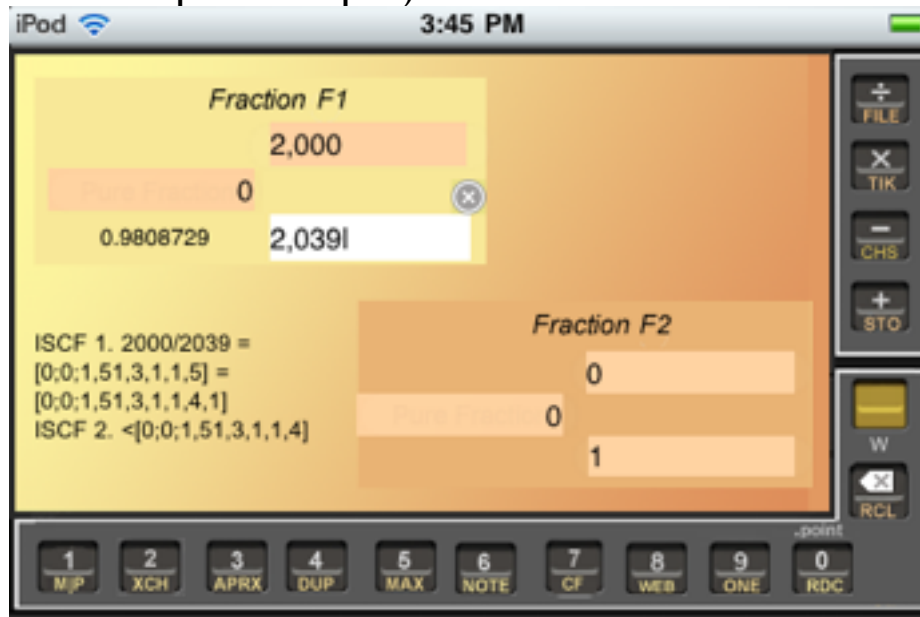 iPod 3:45 PM
Fraction F1
2,000
Pure Fraction 0
0.9808729 2,039
ISCF 1. 2000/2039 =
[0;0;1,51,3,1,1,5] =
[0;0;1,51,3,1,1,4,1]
ISCF 2. <[0;0;1,51,3,1,1,4]
Fraction F2
0
Pure Fraction 0
1
÷
FILE
×
TIK
−
CHS
+
STO
W
RCL
.point
1 2 3 4 5 6 7 8 9 0
M|P XCH APRX DUP MAX NOTE CF WEB ONE RDC